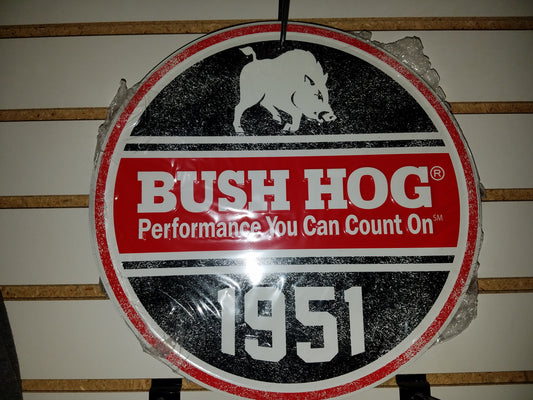 BUSH HOG®
Performance You Can Count On℠
1951